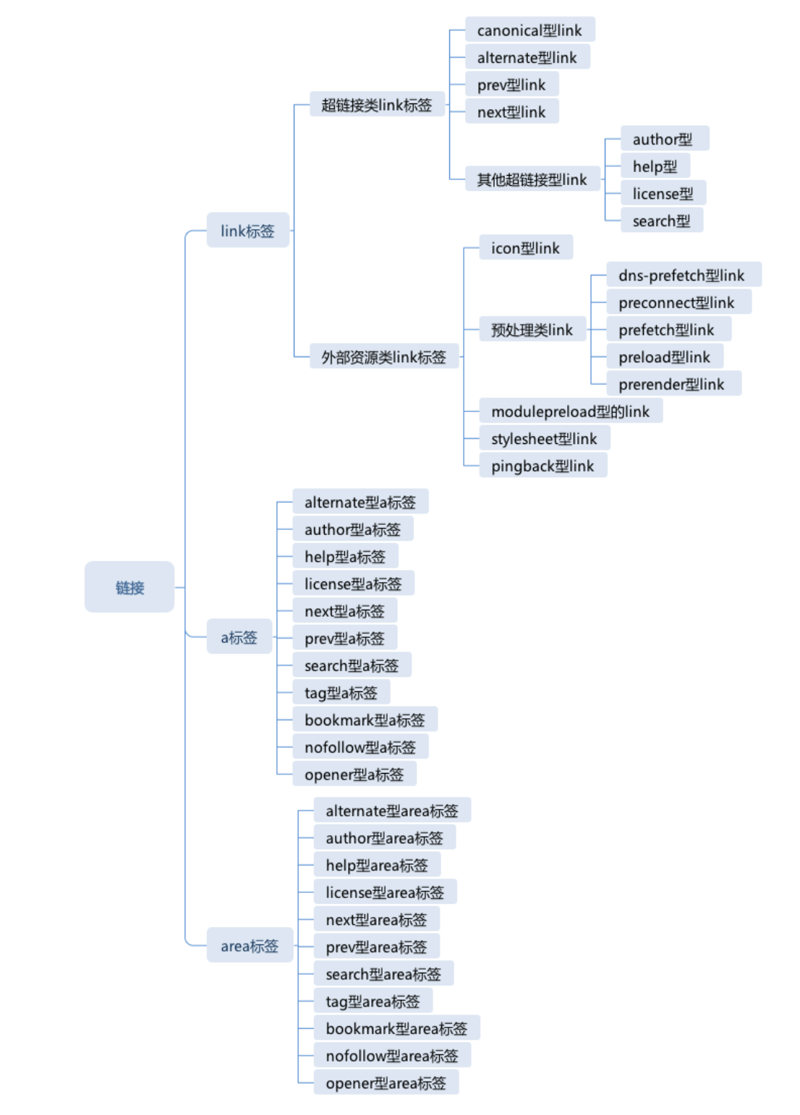 链接
link标签
超链接类link标签
canonical型link
alternate型link
prev型link
next型link
其他超链接型link
author型
help型
license型
search型
外部资源类link标签
icon型link
预处理类link
dns-prefetch型link
preconnect型link
prefetch型link
preload型link
prerender型link
modulepreload型的link
stylesheet型link
pingback型link
a标签
alternate型a标签
author型a标签
help型a标签
license型a标签
next型a标签
prev型a标签
search型a标签
tag型a标签
bookmark型a标签
nofollow型a标签
opener型a标签
area标签
alternate型area标签
author型area标签
help型area标签
license型area标签
next型area标签
prev型area标签
search型area标签
tag型area标签
bookmark型area标签
nofollow型area标签
opener型area标签